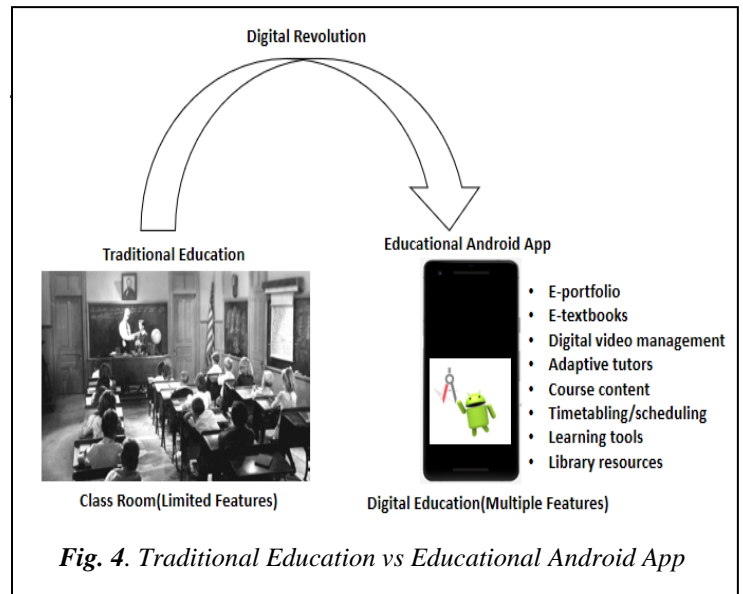 Digital Revolution
Traditional Education
Educational Android App
• E-portfolio
• E-textbooks
• Digital video management
• Adaptive tutors
• Course content
• Timetabling/scheduling
• Learning tools
• Library resources
Class Room(Limited Features)
Digital Education(Multiple Features)
Fig. 4. Traditional Education vs Educational Android App